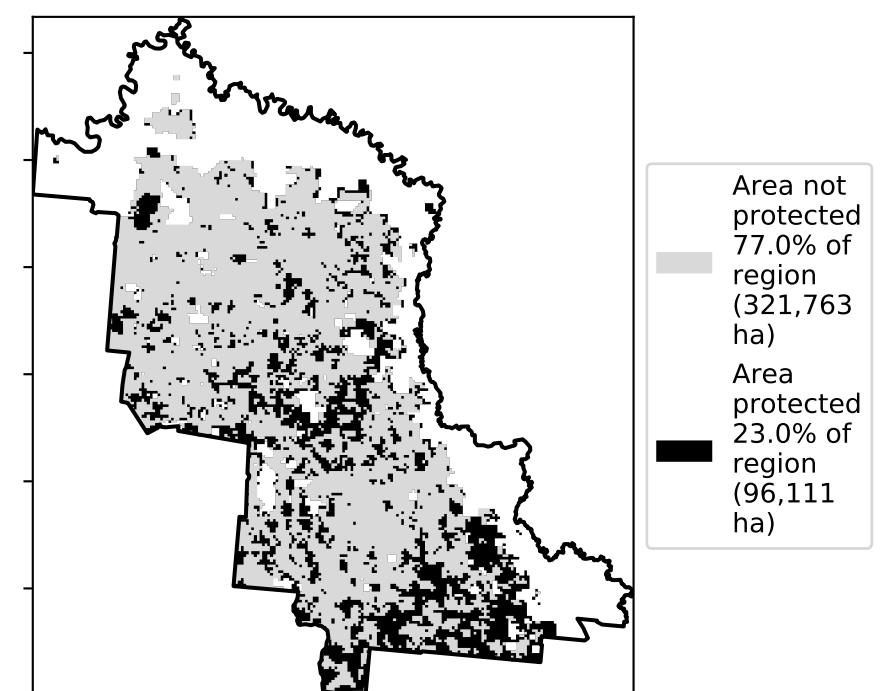 Area not
protected
77.0% of
region
(321,763
ha)
Area
protected
23.0% of
region
(96,111
ha)